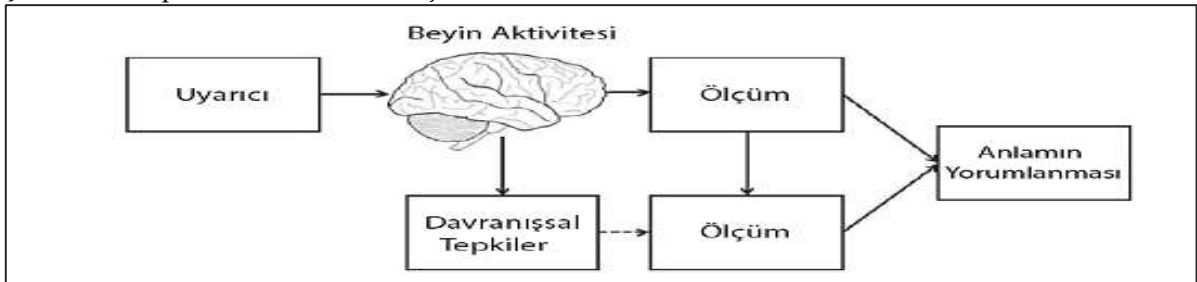 Beyin Aktivitesi
Uyarıcı
Ölçüm
Anlamın
Yorumlanması
Davranışsal
Tepkiler
Ölçüm